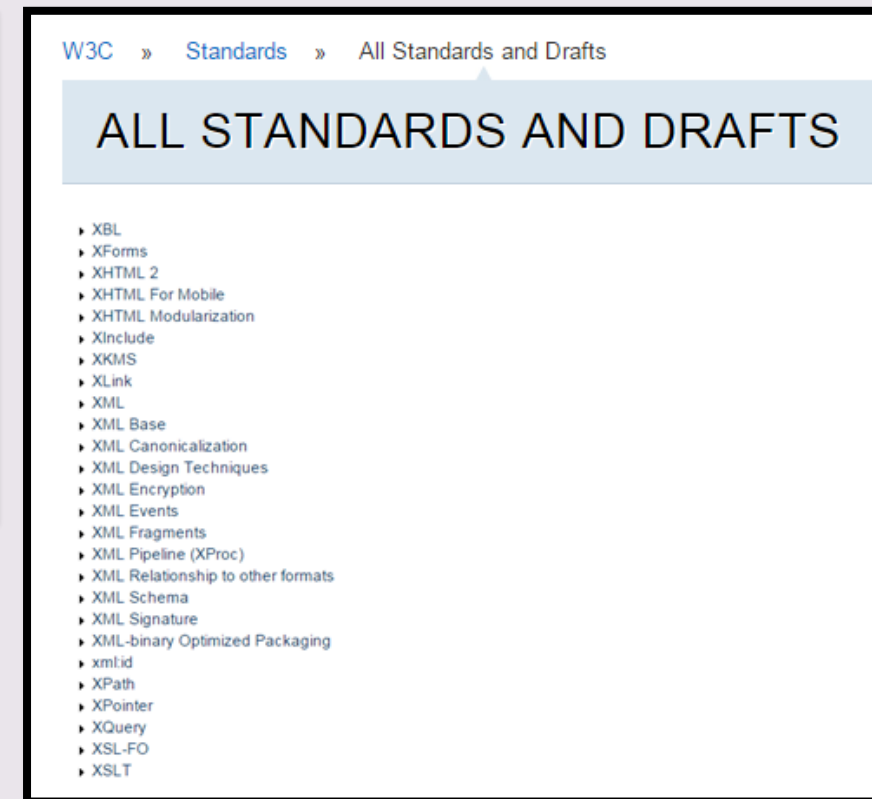 W3C » Standards » All Standards and Drafts
ALL STANDARDS AND DRAFTS
XBL
XForms
XHTML 2
XHTML For Mobile
XHTML Modularization
XInclude
XKMS
XLink
XML
XML Base
XML Canonicalization
XML Design Techniques
XML Encryption
XML Events
XML Fragments
XML Pipeline (XProc)
XML Relationship to other formats
XML Schema
XML Signature
XML-binary Optimized Packaging
xml:id
XPath
XPointer
XQuery
XSL-FO
XSLT